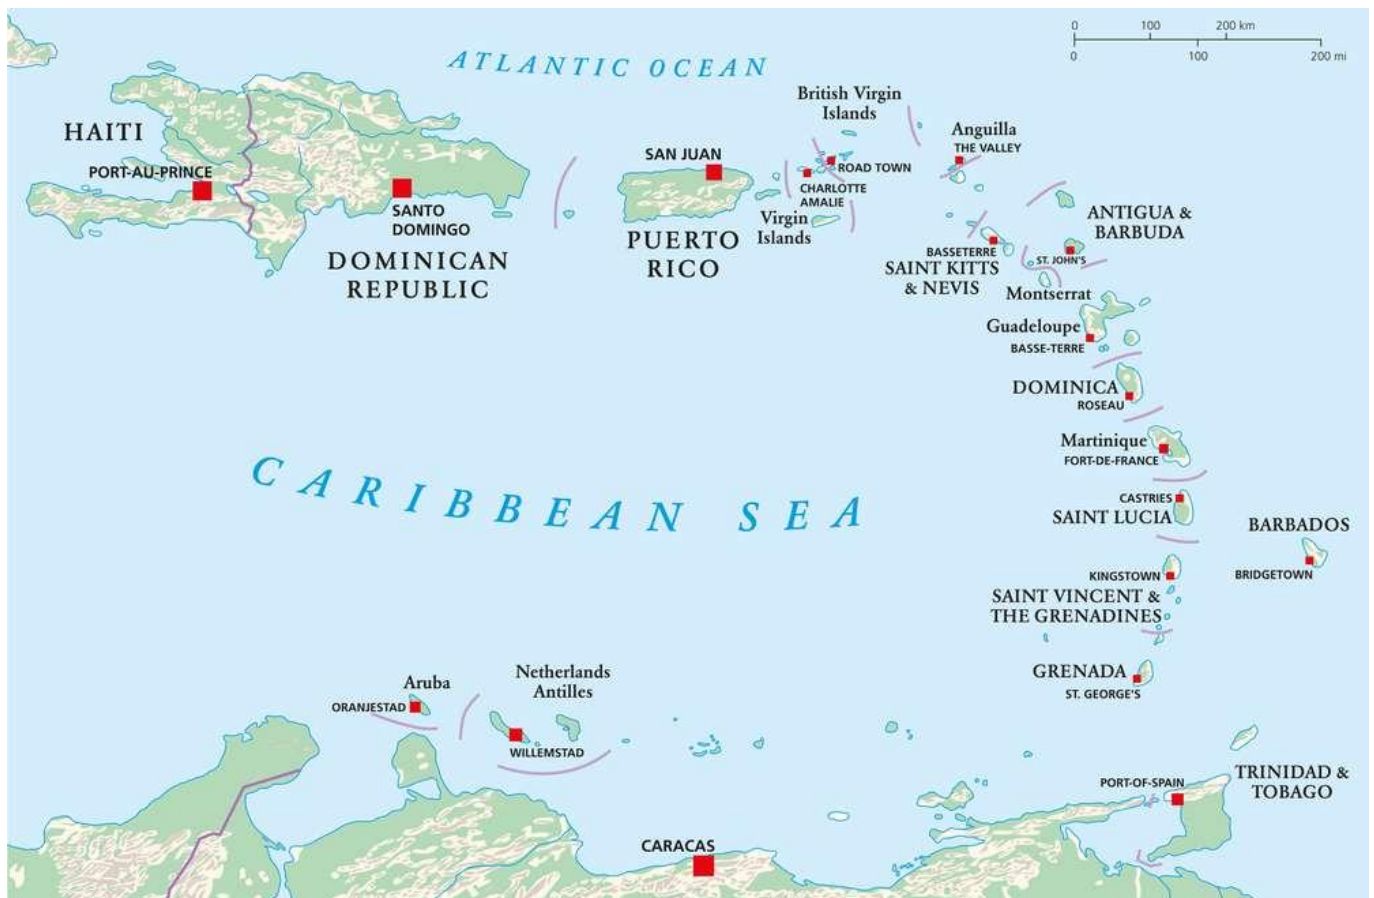 0 100 200 km
0 100 200 mi
ATLANTIC OCEAN
British Virgin
Islands
Anguilla
THE VALLEY
HAITI
PORT-AU-PRINCE
SAN JUAN
ROAD TOWN
CHARLOTTE
AMALIE
SANTO
DOMINGO
DOMINICAN
REPUBLIC
PUERTO
RICO
Virgin
Islands
ANTIGUA &
BARBUDA
ST. JOHN'S
BASSETERRE
SAINT KITTS
& NEVIS
Montserrat
Guadeloupe
BASSE-TERRE
DOMINICA
ROSEAU
Martinique
FORT-DE-FRANCE
CARIBBEAN SEA
CASTRIES
SAINT LUCIA
BARBADOS
BRIDGETOWN
KINGSTOWN
SAINT VINCENT &
THE GRENADINES
GRENADA
ST. GEORGE'S
Aruba
ORANJESTAD
Netherlands
Antilles
WILLEMSTAD
PORT-OF-SPAIN
TRINIDAD &
TOBAGO
CARACAS